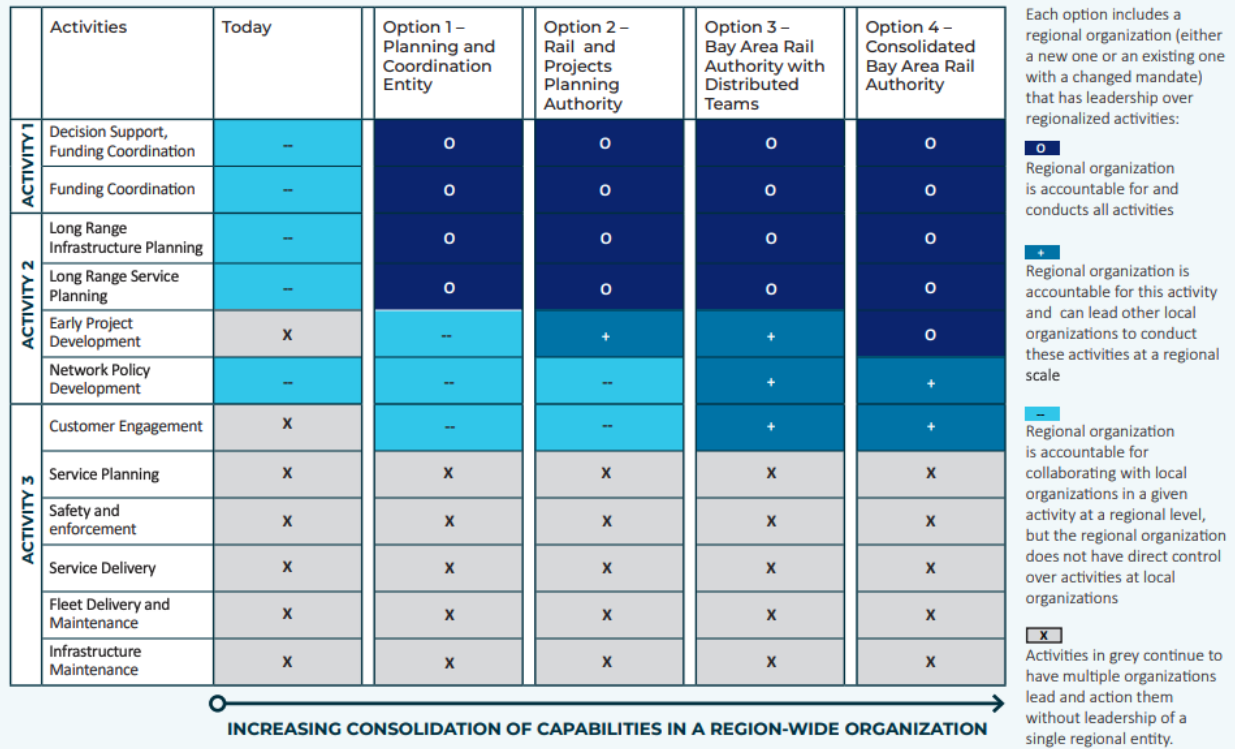 Activities
Today
Option 1 –
Planning and
Coordination
Entity
Option 2 –
Rail and
Projects
Planning
Authority
Option 3 –
Bay Area Rail
Authority with
Distributed
Teams
Option 4 –
Consolidated
Bay Area Rail
Authority
ACTIVITY 1
Decision Support,
Funding Coordination
-- O O O O
Funding Coordination
-- O O O O
ACTIVITY 2
Long Range
Infrastructure Planning
-- O O O O
Long Range Service
Planning
-- O O O O
Early Project
Development
X -- + + O
Network Policy
Development
-- -- -- + +
ACTIVITY 3
Customer Engagement
X -- -- + +
Service Planning
X X X X X
Safety and
enforcement
X X X X X
Service Delivery
X X X X X
Fleet Delivery and
Maintenance
X X X X X
Infrastructure
Maintenance
X X X X X
INCREASING CONSOLIDATION OF CAPABILITIES IN A REGION-WIDE ORGANIZATION
Each option includes a
regional organization (either
a new one or an existing one
with a changed mandate)
that has leadership over
regionalized activities:
O
Regional organization
is accountable for and
conducts all activities
+
Regional organization is
accountable for this activity
and can lead other local
organizations to conduct
these activities at a regional
scale
--
Regional organization
is accountable for
collaborating with local
organizations in a given
activity at a regional level,
but the regional organization
does not have direct control
over activities at local
organizations
X
Activities in grey continue to
have multiple organizations
lead and action them
without leadership of a
single regional entity.